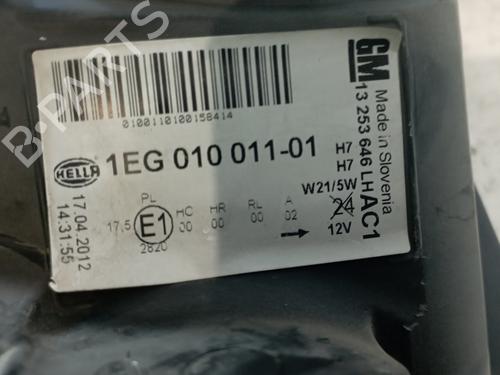 0100110100158414
HELLA
1EG 010 011-01
H7
H7
W21/5W
24
12V
PL HC HR RL A
17,5 E1 00 00 00 02
2820
17.04.2012
14:31:55
GM
13 253 646 LH AC1
Made in Slovenia
B-PARTS